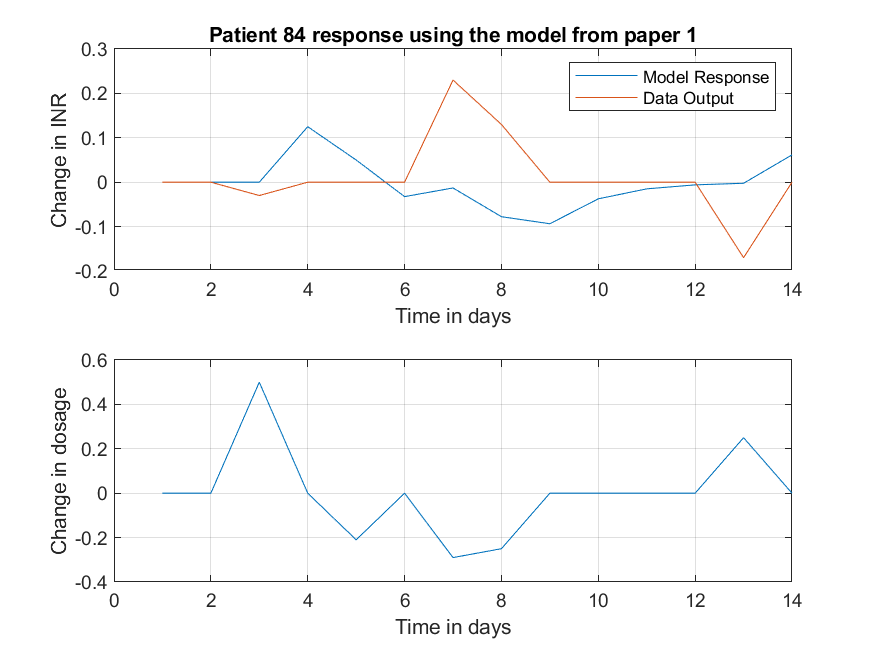 Patient 84 response using the model from paper 1
0.3
0.2
0.1
0
-0.1
-0.2
Change in INR
Model Response
Data Output
0 2 4 6 8 10 12 14
Time in days
0.6
0.4
0.2
0
-0.2
-0.4
Change in dosage
0 2 4 6 8 10 12 14
Time in days